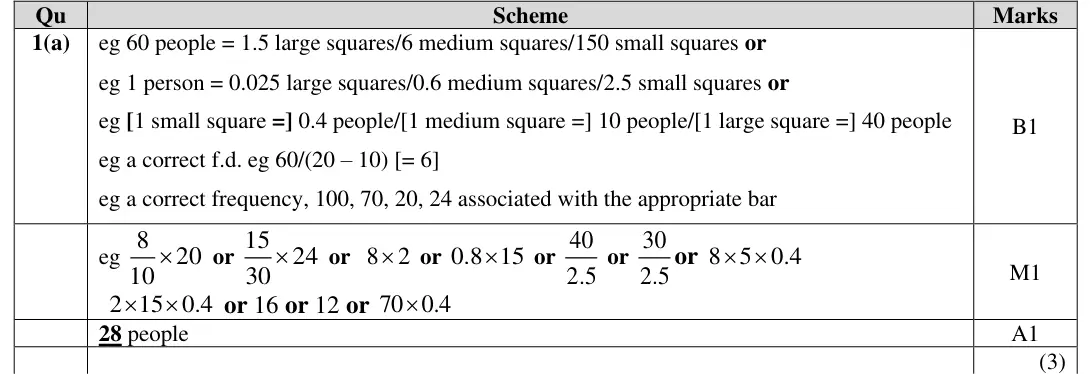 Qu Scheme Marks
1(a) eg 60 people = 1.5 large squares/6 medium squares/150 small squares or
eg 1 person = 0.025 large squares/0.6 medium squares/2.5 small squares or
eg [1 small square =] 0.4 people/[1 medium square =] 10 people/[1 large square =] 40 people
B1
eg a correct f.d. eg 60/(20 – 10) [= 6]
eg a correct frequency, 100, 70, 20, 24 associated with the appropriate bar
eg 8/10 × 20 or 15/30 × 24 or 8 × 2 or 0.8 × 15 or 40/2.5 or 30/2.5 or 8 × 5 × 0.4
M1
2 × 15 × 0.4 or 16 or 12 or 70 × 0.4
28 people A1
(3)